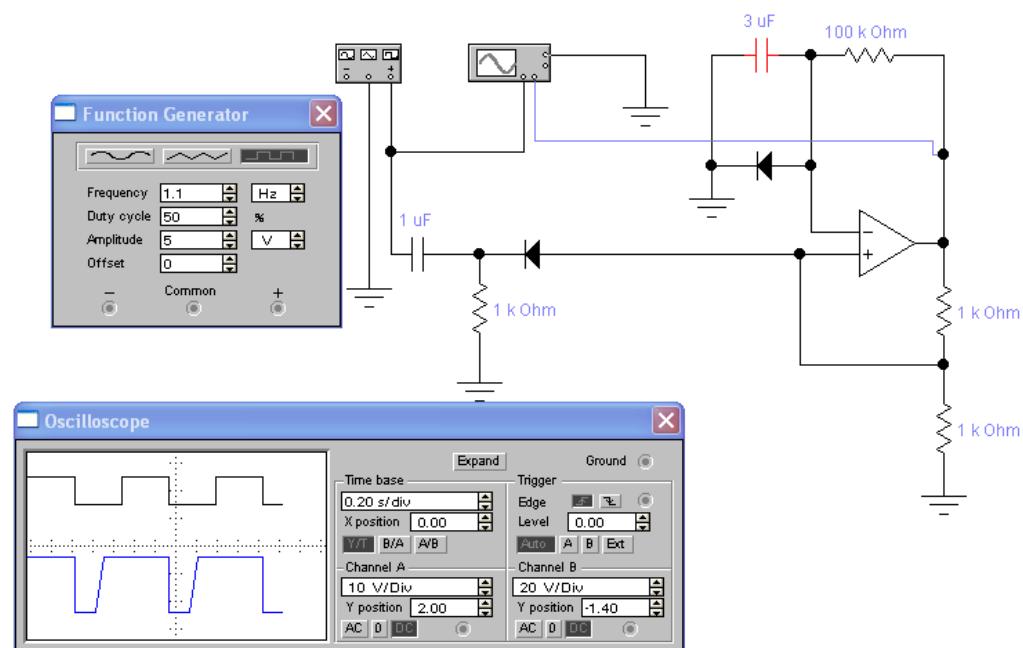 3 uF
100 k Ohm
Function Generator
Frequency 1.1 Hz
Duty cycle 50 %
Amplitude 5 V
Offset 0
− Common +
1 uF
1 k Ohm
− +
− +
1 k Ohm
1 k Ohm
Oscilloscope
Expand Ground
Time base
0.20 s/div
X position 0.00
Y/T B/A A/B
Trigger
Edge
Level 0.00
Auto A B Ext
Channel A
10 V/Div
Y position 2.00
AC 0 DC
Channel B
20 V/Div
Y position -1.40
AC 0 DC